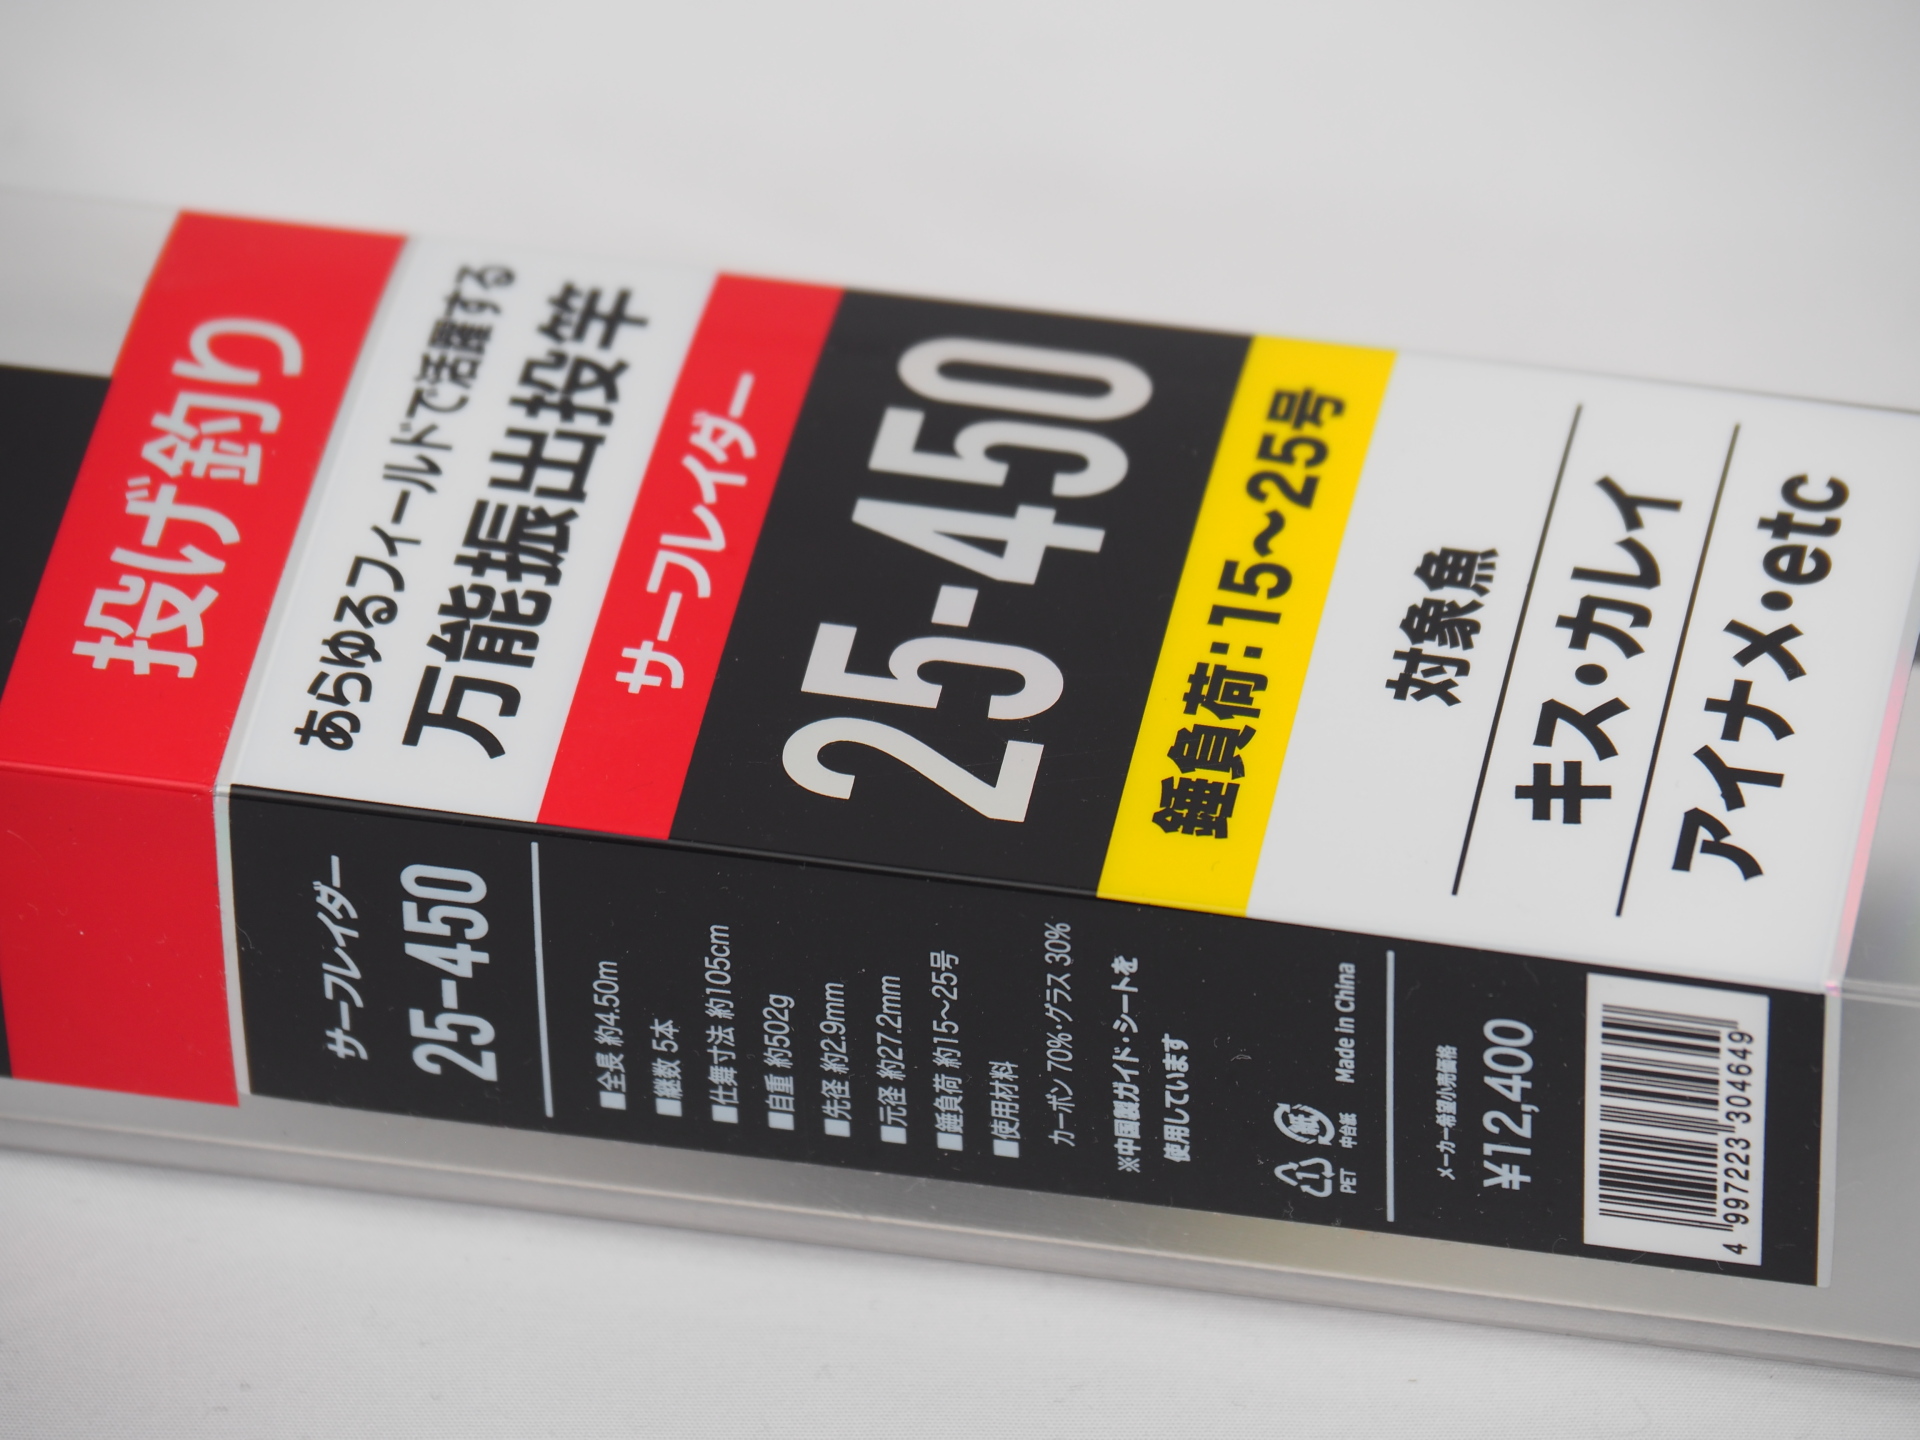 投げ釣り
あらゆるフィールドで活躍する
万能振出投竿
サーフレイダー
25-450
錘負荷:15〜25号
対象魚
キス・カレイ
アイナメ・etc
サーフレイダー
25-450
■全長 約4.50m
■継数 5本
■仕舞寸法 約105cm
■自重 約502g
■先径 約2.9mm
■元径 約27.2mm
■錘負荷 約15〜25号
■使用材料
カーボン 70%・グラス 30%
※中国製ガイド・シートを
使用しています
1
紙
PET
中台紙
Made in China
メーカー希望小売価格
¥12,400
4 997223 304649